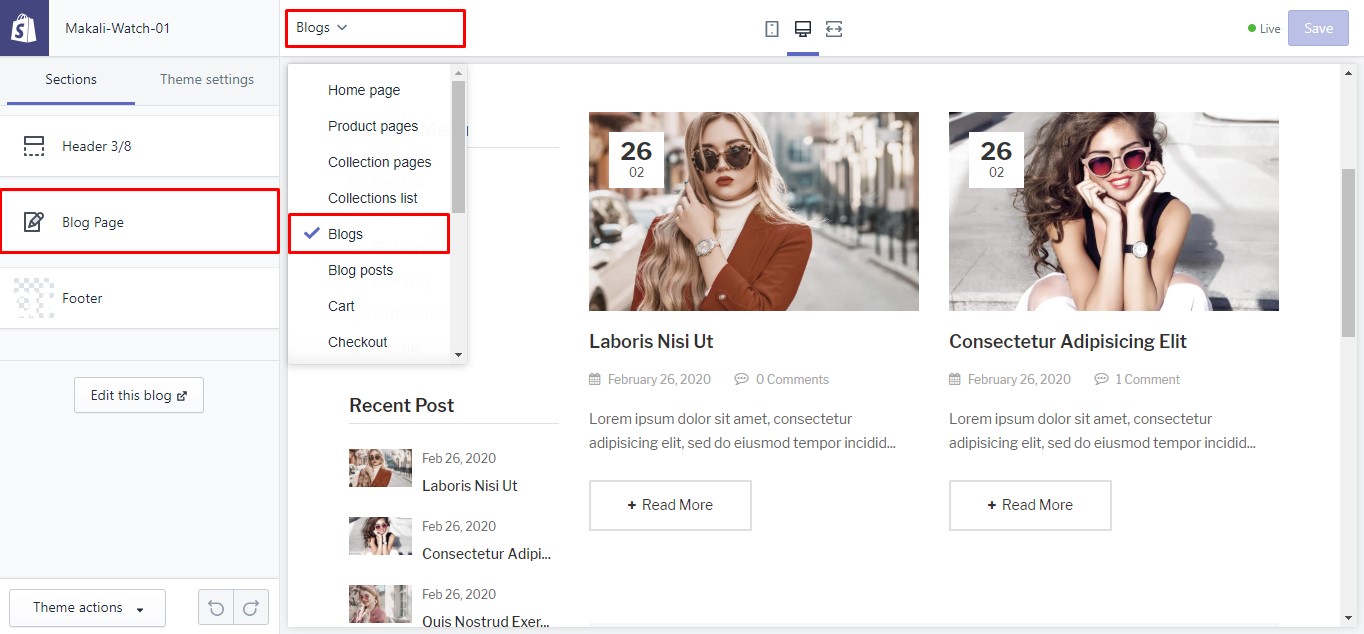 Makali-Watch-01
Blogs
Live
Save
Sections
Theme settings
Header 3/8
Blog Page
Footer
Edit this blog
Theme actions
Home page
Product pages
Collection pages
Collections list
Blogs
Blog posts
Cart
Checkout
Recent Post
Feb 26, 2020
Laboris Nisi Ut
Feb 26, 2020
Consectetur Adipi...
Feb 26, 2020
Quis Nostrud Exer...
26
02
Laboris Nisi Ut
February 26, 2020
0 Comments
Lorem ipsum dolor sit amet, consectetur
adipisicing elit, sed do eiusmod tempor incidid...
+ Read More
26
02
Consectetur Adipisicing Elit
February 26, 2020
1 Comment
Lorem ipsum dolor sit amet, consectetur
adipisicing elit, sed do eiusmod tempor incidid...
+ Read More